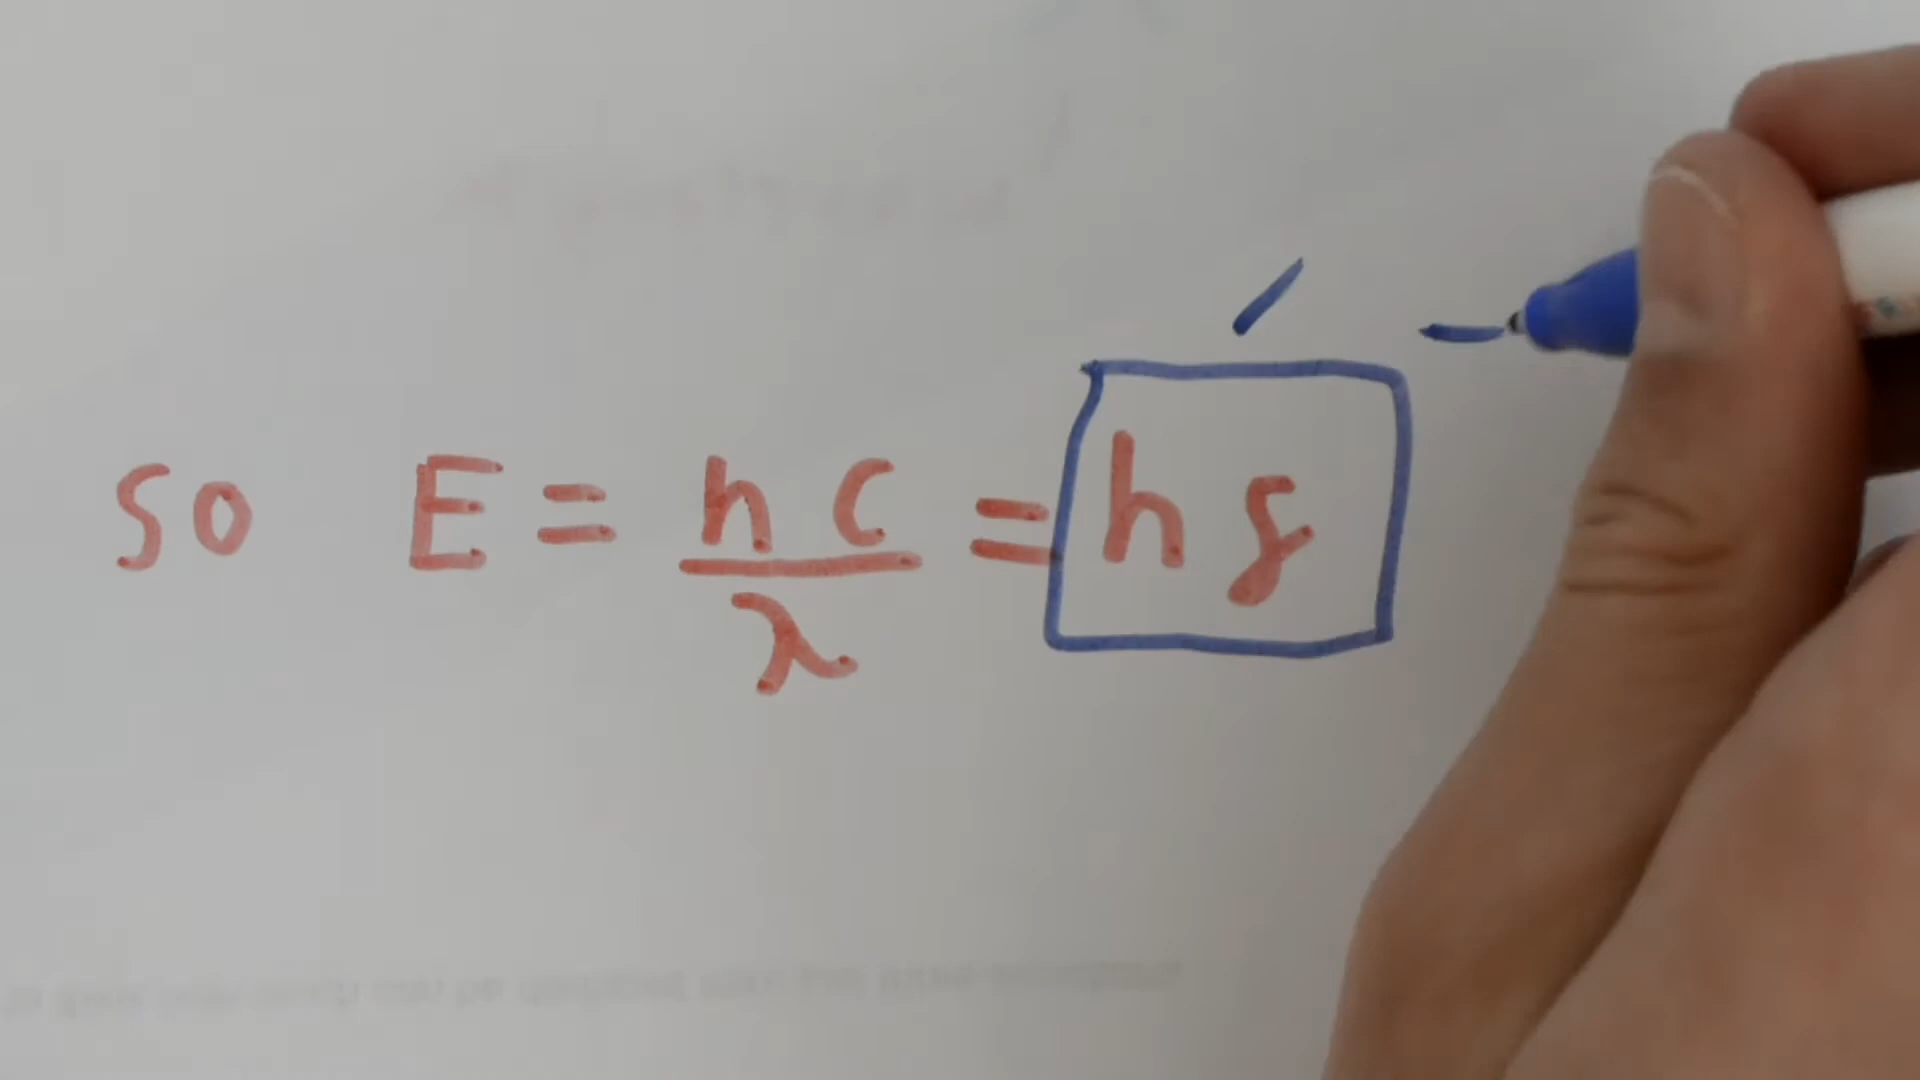 so E = hc/λ = hf